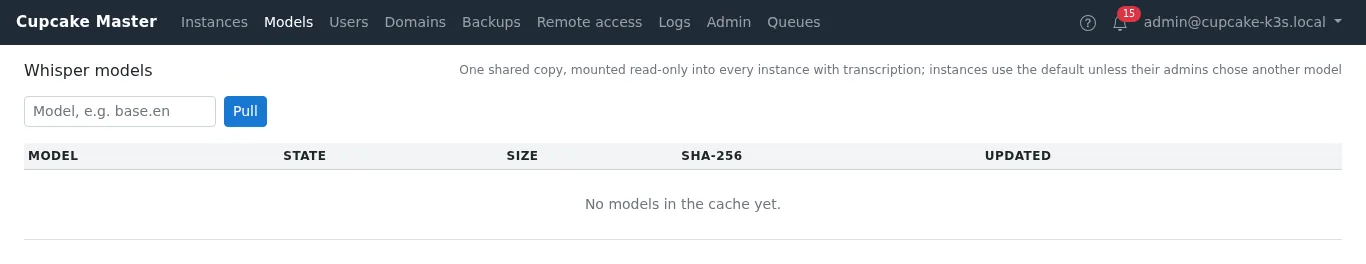 Cupcake Master Instances Models Users Domains Backups Remote access Logs Admin Queues ? 15 admin@cupcake-k3s.local
Whisper models One shared copy, mounted read-only into every instance with transcription; instances use the default unless their admins chose another model
Model, e.g. base.en Pull
MODEL STATE SIZE SHA-256 UPDATED
No models in the cache yet.